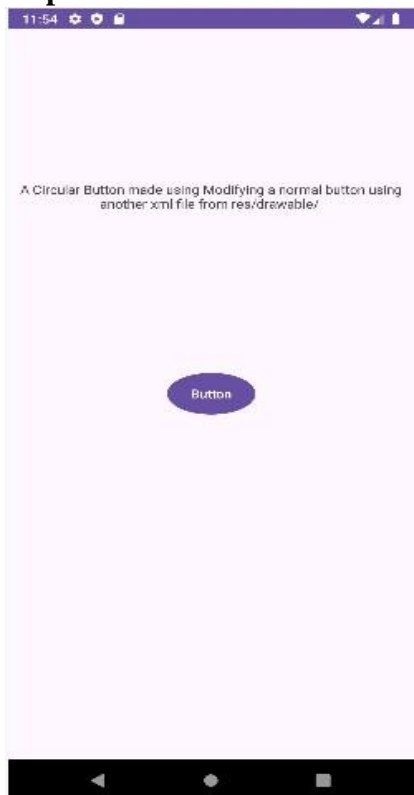 11:54
A Circular Button made using Modifying a normal button using
another xml file from res/drawable/
Button